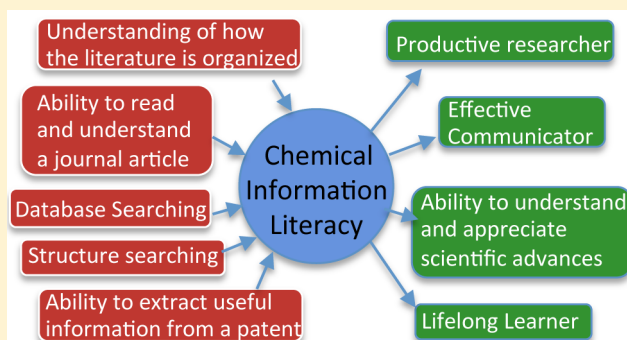 Understanding of how
the literature is organized
Ability to read
and understand
a journal article
Database Searching
Structure searching
Ability to extract useful
information from a patent
Chemical
Information
Literacy
Productive researcher
Effective
Communicator
Ability to understand
and appreciate
scientific advances
Lifelong Learner